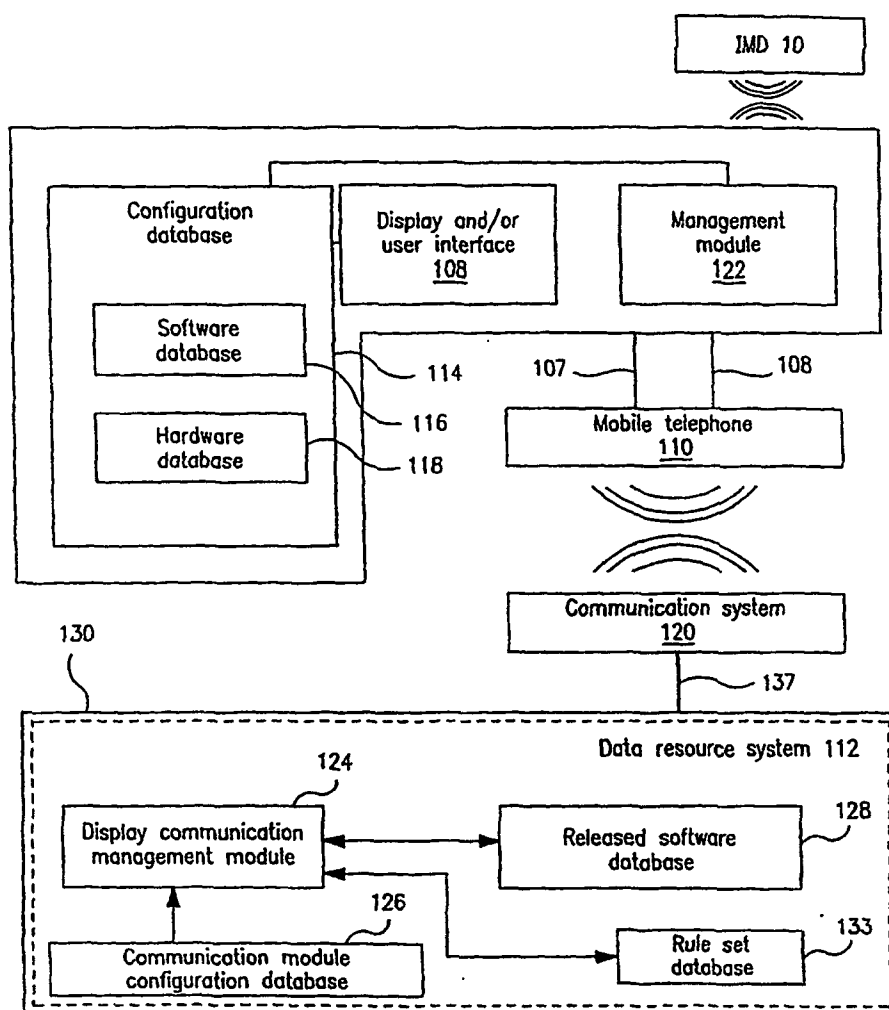 IMD 10
Configuration
database
Display and/or
user interface
108
Management
module
122
Software
database
Hardware
database
114
116
118
107
108
Mobile telephone
110
Communication system
120
130
137
Data resource system 112
124
Display communication
management module
Released software
database
128
126
Communication module
configuration database
Rule set
database
133